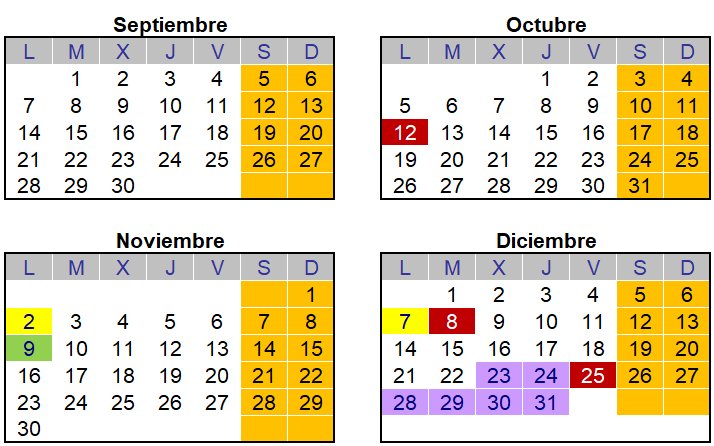 Septiembre
L M X J V S D
1 2 3 4 5 6
7 8 9 10 11 12 13
14 15 16 17 18 19 20
21 22 23 24 25 26 27
28 29 30
Octubre
L M X J V S D
1 2 3 4
5 6 7 8 9 10 11
12 13 14 15 16 17 18
19 20 21 22 23 24 25
26 27 28 29 30 31
Noviembre
L M X J V S D
1
2 3 4 5 6 7 8
9 10 11 12 13 14 15
16 17 18 19 20 21 22
23 24 25 26 27 28 29
30
Diciembre
L M X J V S D
1 2 3 4 5 6
7 8 9 10 11 12 13
14 15 16 17 18 19 20
21 22 23 24 25 26 27
28 29 30 31